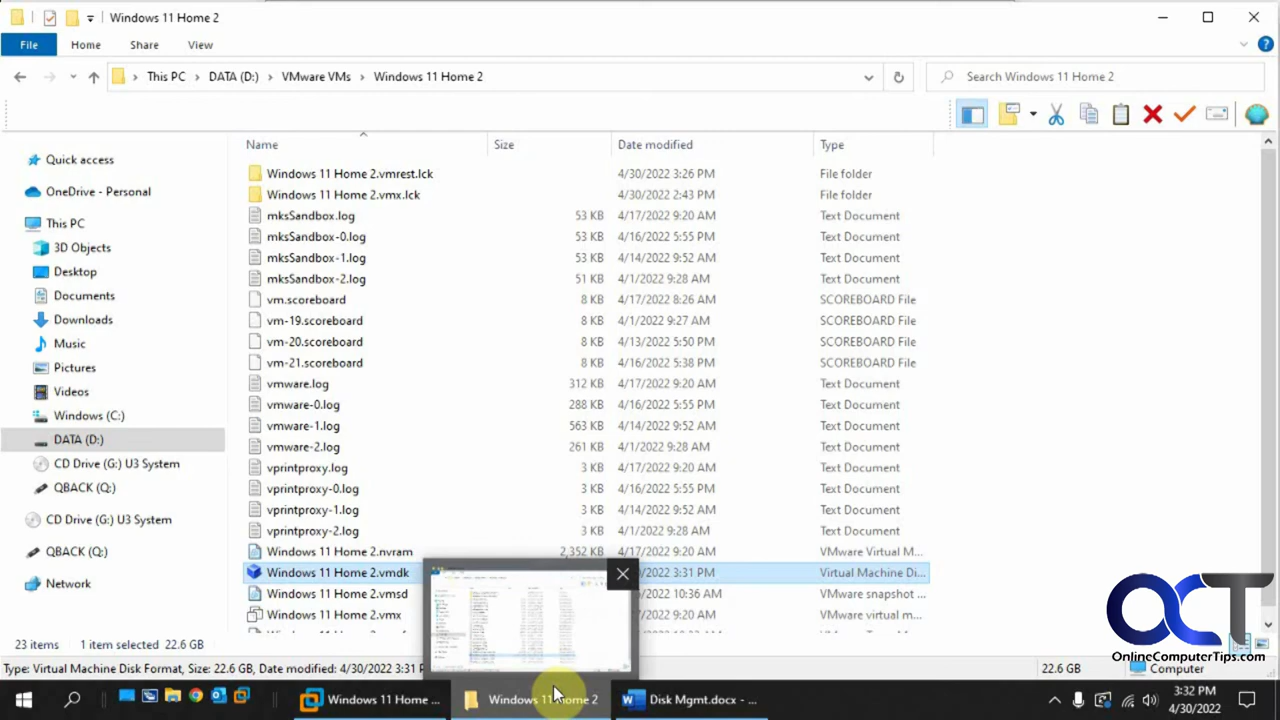 Windows 11 Home 2
File Home Share View
This PC DATA (D:) VMware VMs Windows 11 Home 2 Search Windows 11 Home 2
Name Size Date modified Type
Quick access
OneDrive - Personal
This PC
3D Objects
Desktop
Documents
Downloads
Music
Pictures
Videos
Windows (C:)
DATA (D:)
CD Drive (G:) U3 System
QBACK (Q:)
CD Drive (G:) U3 System
QBACK (Q:)
Network
Windows 11 Home 2.vmrest.lck 4/30/2022 3:26 PM File folder
Windows 11 Home 2.vmx.lck 4/30/2022 2:43 PM File folder
mksSandbox.log 53 KB 4/17/2022 9:20 AM Text Document
mksSandbox-0.log 53 KB 4/16/2022 5:55 PM Text Document
mksSandbox-1.log 53 KB 4/14/2022 9:52 AM Text Document
mksSandbox-2.log 51 KB 4/1/2022 9:28 AM Text Document
vm.scoreboard 8 KB 4/17/2022 8:26 AM SCOREBOARD File
vm-19.scoreboard 8 KB 4/1/2022 9:27 AM SCOREBOARD File
vm-20.scoreboard 8 KB 4/13/2022 5:50 PM SCOREBOARD File
vm-21.scoreboard 8 KB 4/16/2022 5:38 PM SCOREBOARD File
vmware.log 312 KB 4/17/2022 9:20 AM Text Document
vmware-0.log 288 KB 4/16/2022 5:55 PM Text Document
vmware-1.log 563 KB 4/14/2022 9:52 AM Text Document
vmware-2.log 261 KB 4/1/2022 9:28 AM Text Document
vprintproxy.log 3 KB 4/17/2022 9:20 AM Text Document
vprintproxy-0.log 3 KB 4/16/2022 5:55 PM Text Document
vprintproxy-1.log 3 KB 4/14/2022 9:52 AM Text Document
vprintproxy-2.log 3 KB 4/1/2022 9:28 AM Text Document
Windows 11 Home 2.nvram 2,352 KB 4/17/2022 9:20 AM VMware Virtual M...
Windows 11 Home 2.vmdk 3:31 PM Virtual Machine Di...
Windows 11 Home 2.vmsd 10:36 AM VMware snapshot ...
Windows 11 Home 2.vmx 9:20 AM VMware virtual m...
23 items 1 item selected 22.6 GB
Type: Virtual Machine Disk Format, Size: 22.6 GB, modified: 4/30/2022 3:31 P 22.6 GB Computer
OCT
OnlineComputerTips.com
Windows 11 Home ... Windows 11 Home 2 Disk Mgmt.docx - ... 3:32 PM
4/30/2022